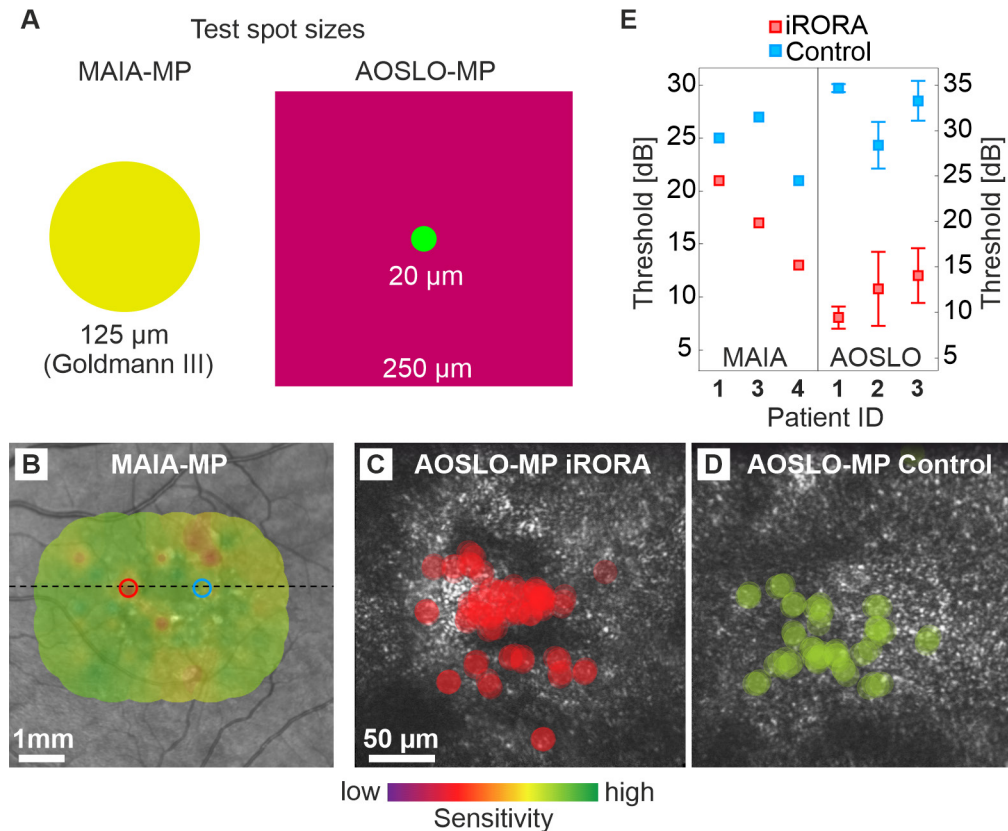 A
Test spot sizes
MAIA-MP
AOSLO-MP
20 µm
125 µm
(Goldmann III)
250 µm
E
iRORA
Control
30
25
20
15
10
5
Threshold [dB]
35
30
25
20
15
10
5
Threshold [dB]
MAIA
AOSLO
1 3 4 1 2 3
Patient ID
B MAIA-MP
1mm
C AOSLO-MP iRORA
50 µm
D AOSLO-MP Control
low high
Sensitivity